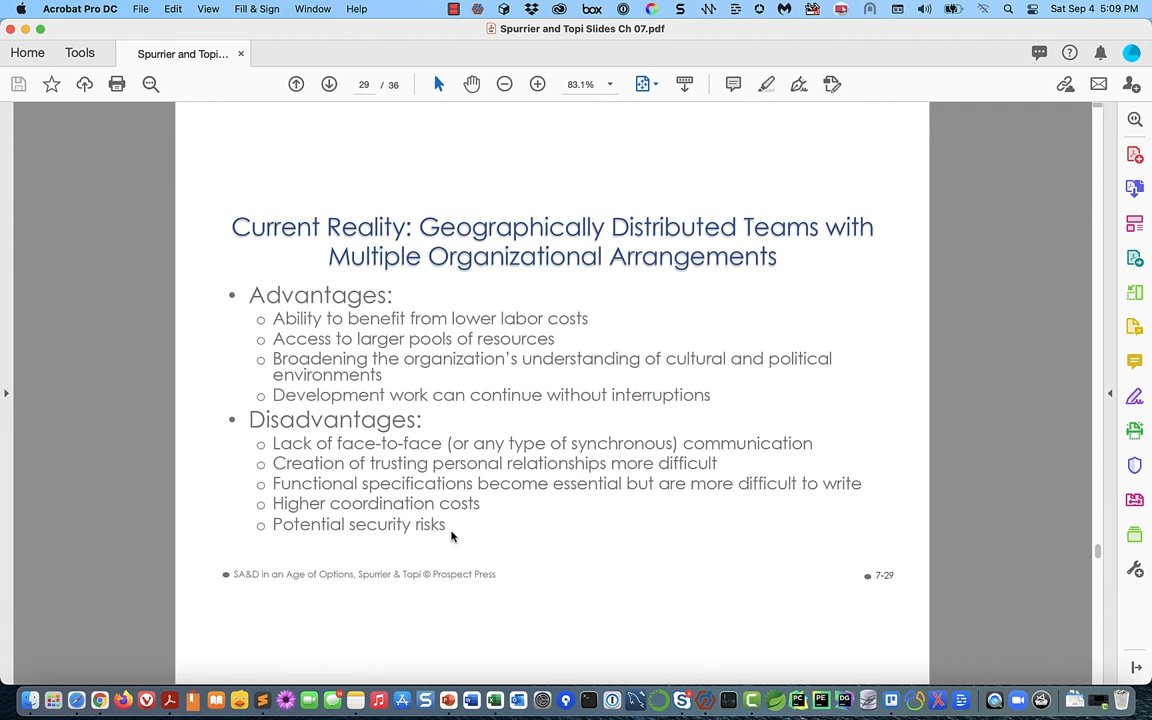 Acrobat Pro DC File Edit View Fill & Sign Window Help box Sat Sep 4 5:09 PM
Spurrier and Topi Slides Ch 07.pdf
Home Tools Spurrier and Topi... ×
29 / 36 83.1%
Current Reality: Geographically Distributed Teams with
Multiple Organizational Arrangements
• Advantages:
o Ability to benefit from lower labor costs
o Access to larger pools of resources
o Broadening the organization's understanding of cultural and political
environments
o Development work can continue without interruptions
• Disadvantages:
o Lack of face-to-face (or any type of synchronous) communication
o Creation of trusting personal relationships more difficult
o Functional specifications become essential but are more difficult to write
o Higher coordination costs
o Potential security risks
● SA&D in an Age of Options, Spurrier & Topi © Prospect Press ● 7-29